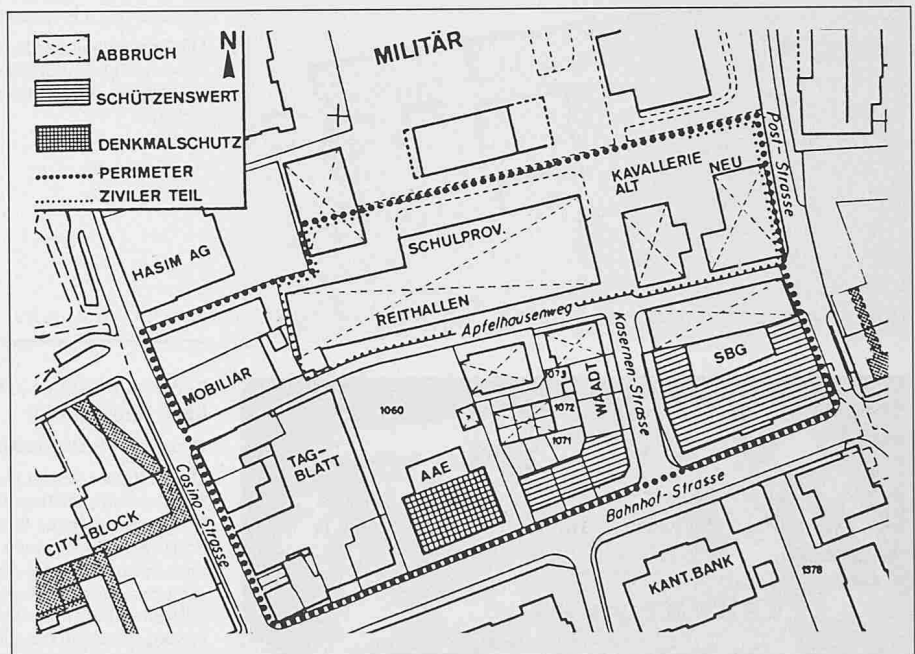 ABBRUCH
N
SCHÜTZENSWERT
DENKMALSCHUTZ
PERIMETER
ZIVILER TEIL
MILITÄR
Post-Strasse
KAVALLERIE
ALT
NEU
HASIM AG
SCHULPROV.
REITHALLEN
Apfelhausenweg
Kasernen-Strasse
MOBILIAR
SBG
1073
WAADT
1060
1072
1071
TAG-
BLATT
AAE
CITY-BLOCK
Casino-Strasse
Bahnhof-Strasse
KANT. BANK
1378